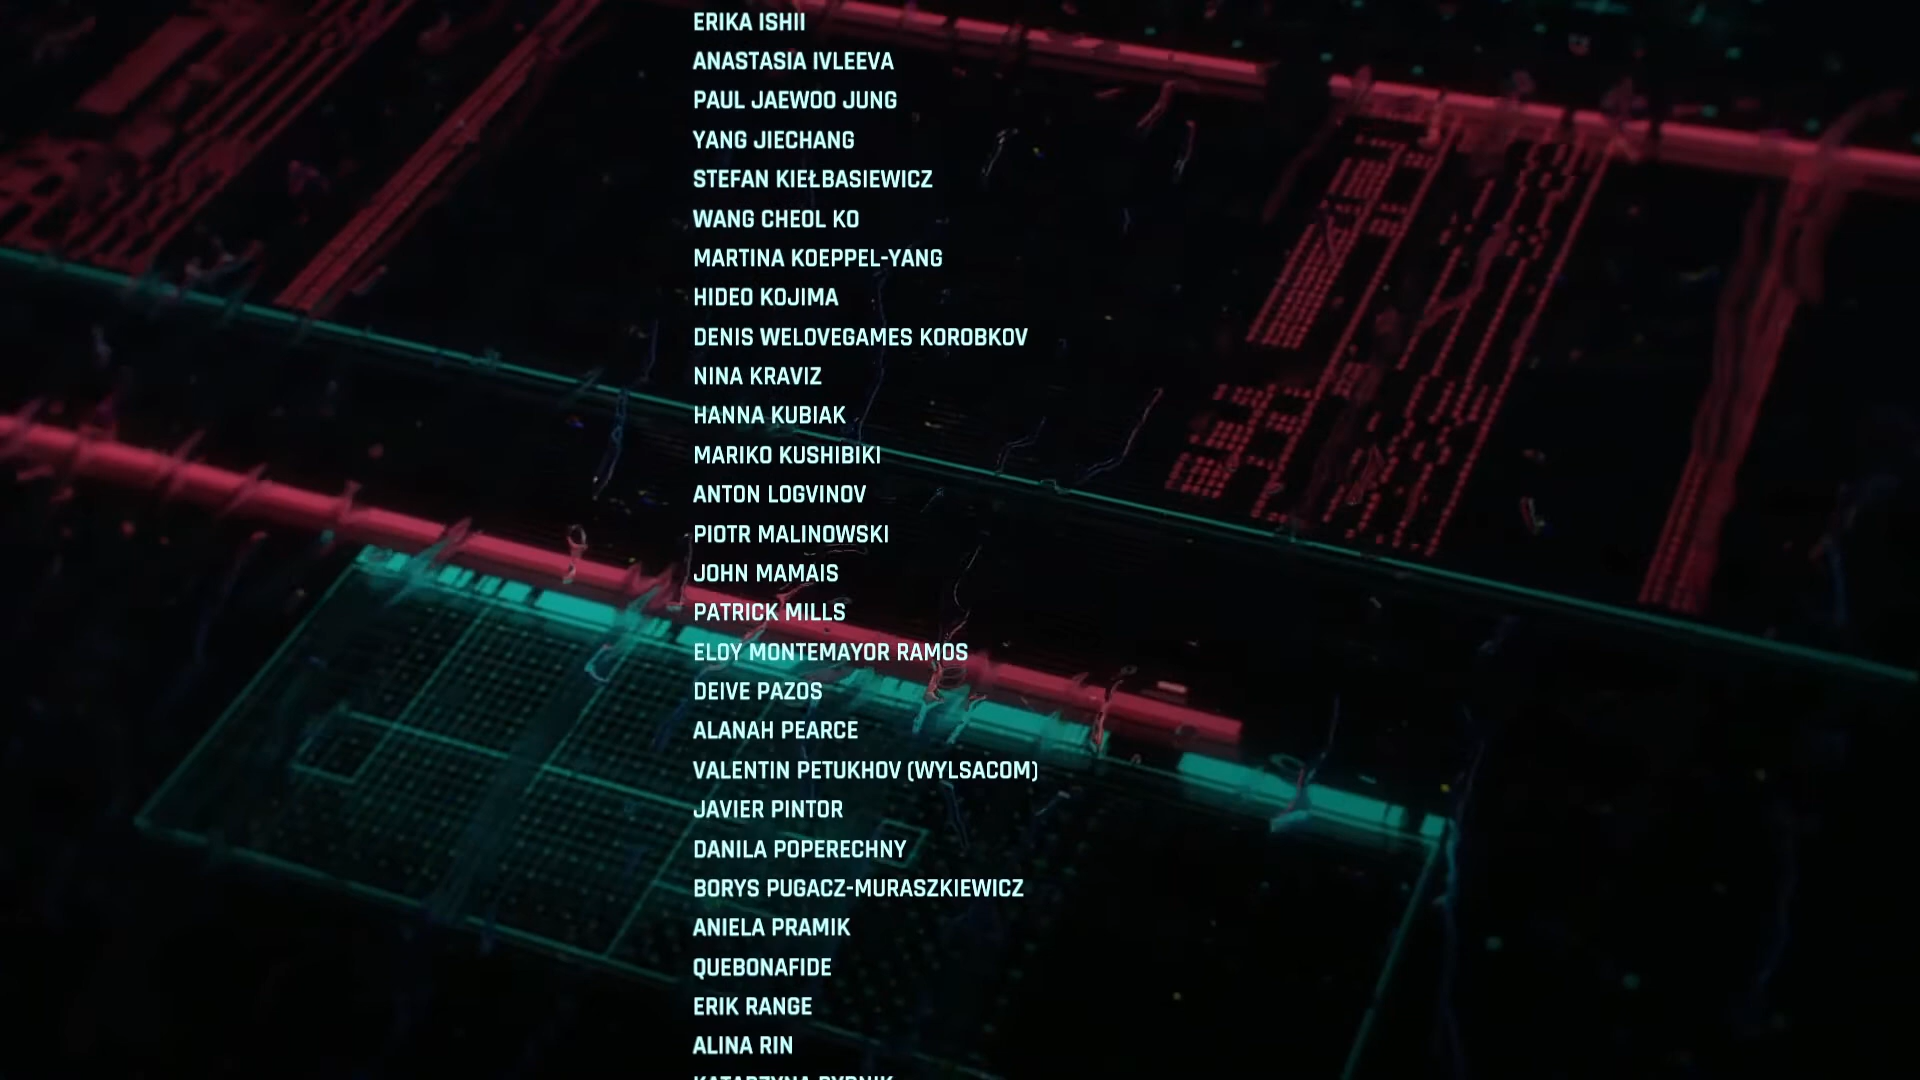 ERIKA ISHII
ANASTASIA IVLEEVA
PAUL JAEWOO JUNG
YANG JIECHANG
STEFAN KIEŁBASIEWICZ
WANG CHEOL KO
MARTINA KOEPPEL-YANG
HIDEO KOJIMA
DENIS WELOVEGAMES KOROBKOV
NINA KRAVIZ
HANNA KUBIAK
MARIKO KUSHIBIKI
ANTON LOGVINOV
PIOTR MALINOWSKI
JOHN MAMAIS
PATRICK MILLS
ELOY MONTEMAYOR RAMOS
DEIVE PAZOS
ALANAH PEARCE
VALENTIN PETUKHOV (WYLSACOM)
JAVIER PINTOR
DANILA POPERECHNY
BORYS PUGACZ-MURASZKIEWICZ
ANIELA PRAMIK
QUEBONAFIDE
ERIK RANGE
ALINA RIN